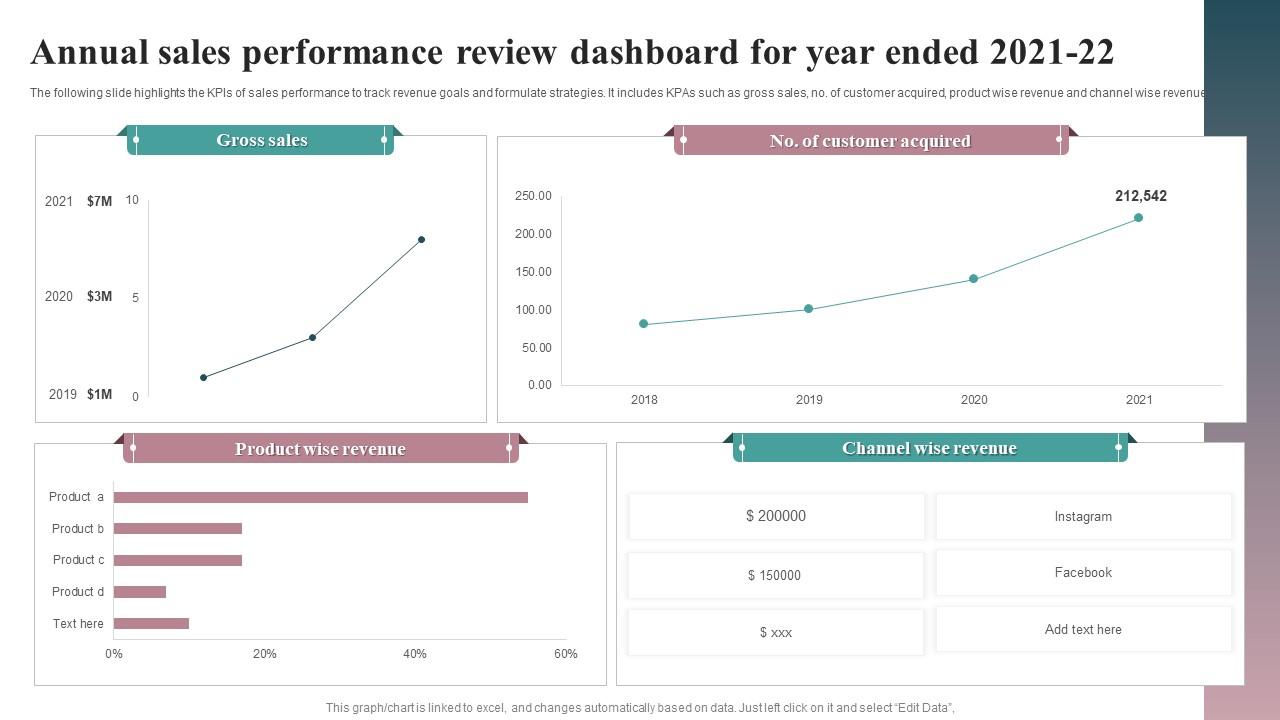 Annual sales performance review dashboard for year ended 2021-22
The following slide highlights the KPIs of sales performance to track revenue goals and formulate strategies. It includes KPAs such as gross sales, no. of customer acquired, product wise revenue and channel wise revenue
Gross sales
2021 $7M 10
2020 $3M 5
2019 $1M 0
No. of customer acquired
212,542
250.00
200.00
150.00
100.00
50.00
0.00
2018 2019 2020 2021
Product wise revenue
Product a
Product b
Product c
Product d
Text here
0% 20% 40% 60%
Channel wise revenue
$ 200000 Instagram
$ 150000 Facebook
$ xxx Add text here
This graph/chart is linked to excel, and changes automatically based on data. Just left click on it and select “Edit Data”,